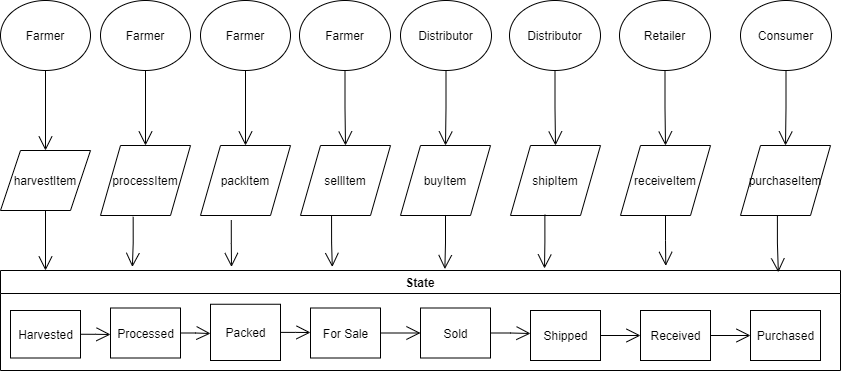 Farmer
Farmer
Farmer
Farmer
Distributor
Distributor
Retailer
Consumer
harvestItem
processItem
packItem
sellItem
buyItem
shipItem
receiveItem
purchaseItem
State
Harvested
Processed
Packed
For Sale
Sold
Shipped
Received
Purchased